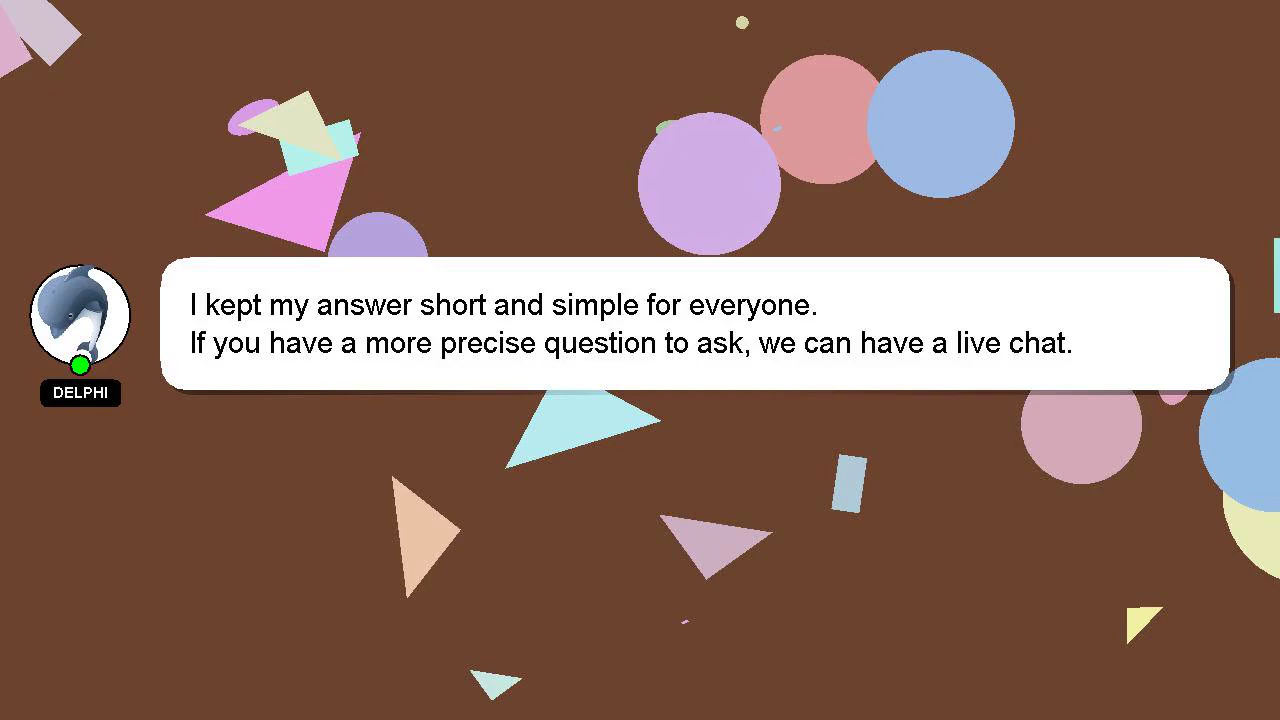 I kept my answer short and simple for everyone.
If you have a more precise question to ask, we can have a live chat.
DELPHI